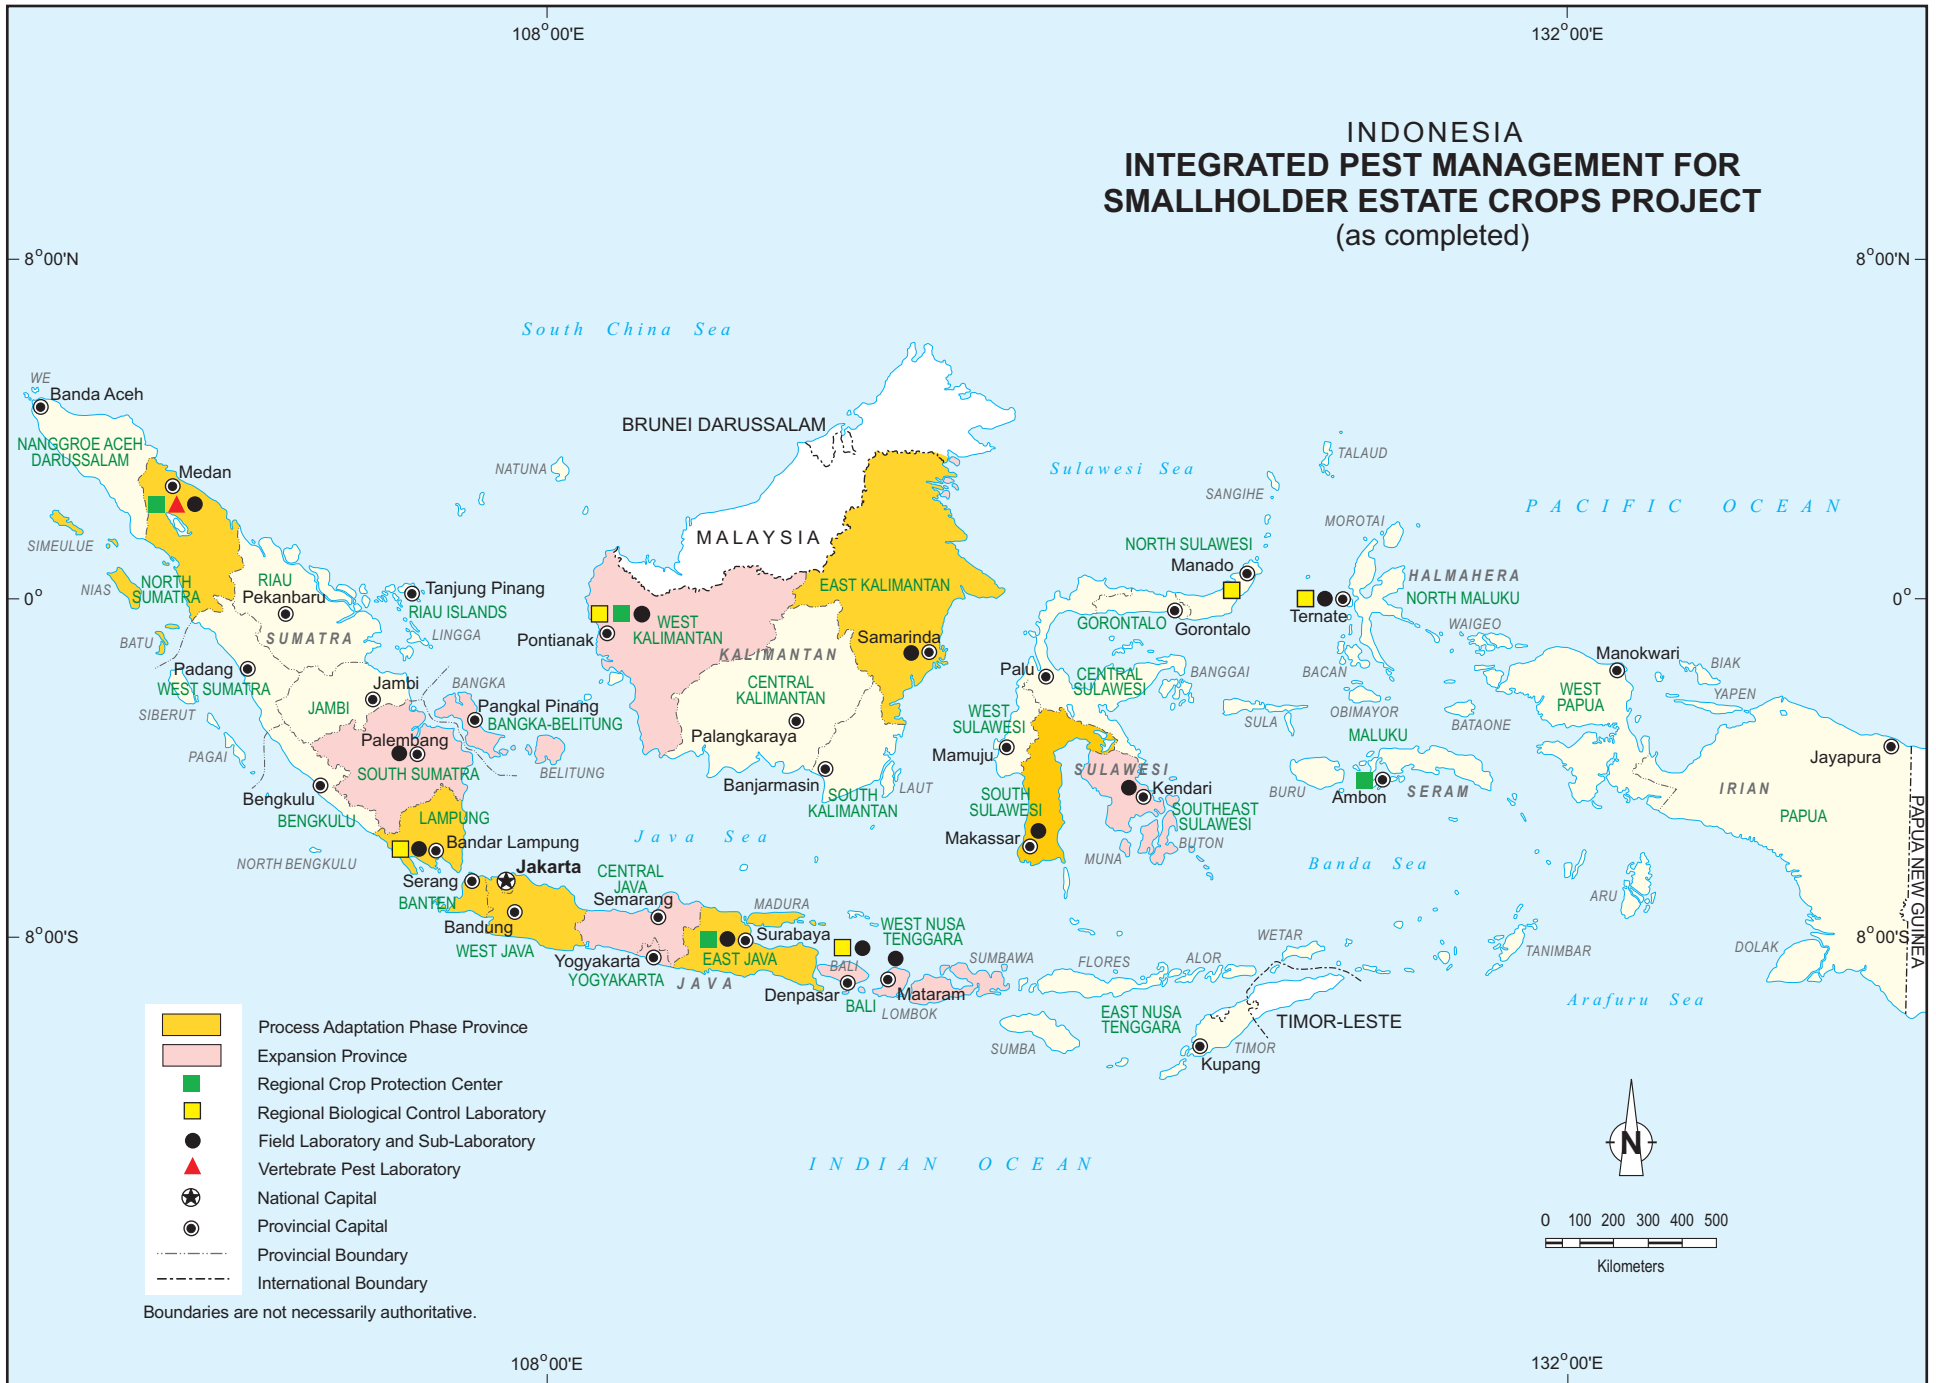 108°00'E
132°00'E
INDONESIA
INTEGRATED PEST MANAGEMENT FOR
SMALLHOLDER ESTATE CROPS PROJECT
(as completed)
8°00'N
8°00'N
South China Sea
WE
Banda Aceh
NANGGROE ACEH
DARUSSALAM
Medan
SIMEULUE
NIAS
NORTH
SUMATRA
BATU
RIAU
Pekanbaru
SUMATRA
Tanjung Pinang
RIAU ISLANDS
LINGGA
0°
Padang
WEST SUMATRA
SIBERUT
PAGAI
Jambi
JAMBI
BANGKA
Pangkal Pinang
BANGKA-BELITUNG
BELITUNG
Palembang
SOUTH SUMATRA
Bengkulu
BENGKULU
LAMPUNG
Bandar Lampung
NORTH BENGKULU
NATUNA
BRUNEI DARUSSALAM
MALAYSIA
EAST KALIMANTAN
WEST
KALIMANTAN
Pontianak
KALIMANTAN
Samarinda
CENTRAL
KALIMANTAN
Palangkaraya
Banjarmasin
SOUTH
KALIMANTAN
LAUT
Java Sea
Serang
Jakarta
BANTEN
Bandung
WEST JAVA
CENTRAL
JAVA
Semarang
Yogyakarta
YOGYAKARTA
JAVA
MADURA
Surabaya
EAST JAVA
BALI
Denpasar
BALI
WEST NUSA
TENGGARA
Mataram
LOMBOK
SUMBAWA
FLORES
ALOR
WETAR
SUMBA
EAST NUSA
TENGGARA
TIMOR-LESTE
TIMOR
Kupang
Sulawesi Sea
TALAUD
SANGIHE
NORTH SULAWESI
Manado
GORONTALO
Gorontalo
Palu
CENTRAL
SULAWESI
BANGGAI
WEST
SULAWESI
Mamuju
SULAWESI
SOUTH
SULAWESI
Makassar
Kendari
SOUTHEAST
SULAWESI
MUNA
BUTON
PACIFIC OCEAN
MOROTAI
HALMAHERA
NORTH MALUKU
Ternate
WAIGEO
BACAN
OBIMAYOR
SULA
MALUKU
BATAONE
BURU
Ambon
SERAM
Banda Sea
Manokwari
BIAK
YAPEN
WEST
PAPUA
0°
Jayapura
IRIAN
PAPUA
PAPUA NEW GUINEA
ARU
TANIMBAR
DOLAK
8°00'S
8°00'S
Arafuru Sea
INDIAN OCEAN
Process Adaptation Phase Province
Expansion Province
Regional Crop Protection Center
Regional Biological Control Laboratory
Field Laboratory and Sub-Laboratory
Vertebrate Pest Laboratory
National Capital
Provincial Capital
Provincial Boundary
International Boundary
Boundaries are not necessarily authoritative.
N
0 100 200 300 400 500
Kilometers
108°00'E
132°00'E